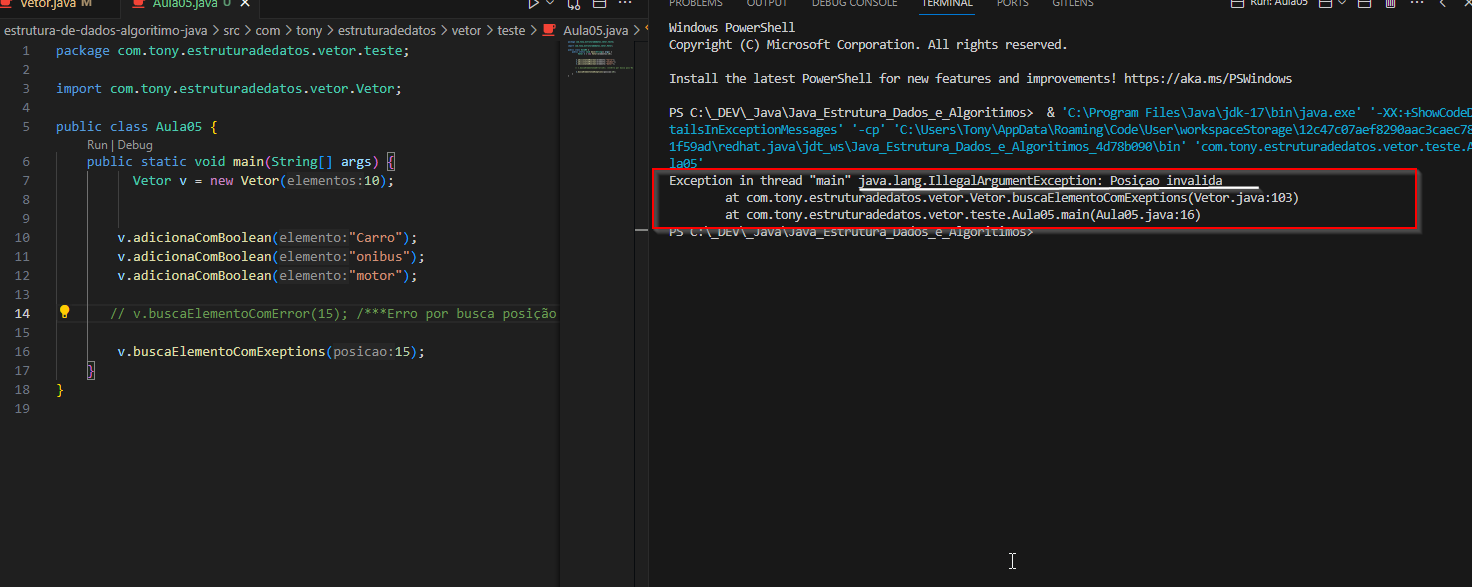 Vetor.java M Aula05.java U
estrutura-de-dados-algoritimo-java > src > com > tony > estruturadedatos > vetor > teste > Aula05.java >
1 package com.tony.estruturadedatos.vetor.teste;
2
3 import com.tony.estruturadedatos.vetor.Vetor;
4
5 public class Aula05 {
Run | Debug
6 public static void main(String[] args) {
7 Vetor v = new Vetor(elementos:10);
8
9
10 v.adicionaComBoolean(elemento:"Carro");
11 v.adicionaComBoolean(elemento:"onibus");
12 v.adicionaComBoolean(elemento:"motor");
13
14 // v.buscaElementoComError(15); /***Erro por busca posição
15
16 v.buscaElementoComExeptions(posicao:15);
17 }
18 }
19
PROBLEMS OUTPUT DEBUG CONSOLE TERMINAL PORTS GITLENS Run: Aula05
Windows PowerShell
Copyright (C) Microsoft Corporation. All rights reserved.
Install the latest PowerShell for new features and improvements! https://aka.ms/PSWindows
PS C:\_DEV\_Java\Java_Estrutura_Dados_e_Algoritimos> & 'C:\Program Files\Java\jdk-17\bin\java.exe' '-XX:+ShowCodeDe
tailsInExceptionMessages' '-cp' 'C:\Users\Tony\AppData\Roaming\Code\User\workspaceStorage\12c47c07aef8290aac3caec78
1f59ad\redhat.java\jdt_ws\Java_Estrutura_Dados_e_Algoritimos_4d78b090\bin' 'com.tony.estruturadedatos.vetor.teste.A
la05'
Exception in thread "main" java.lang.IllegalArgumentException: Posiçao invalida
at com.tony.estruturadedatos.vetor.Vetor.buscaElementoComExeptions(Vetor.java:103)
at com.tony.estruturadedatos.vetor.teste.Aula05.main(Aula05.java:16)
PS C:\_DEV\_Java\Java_Estrutura_Dados_e_Algoritimos>